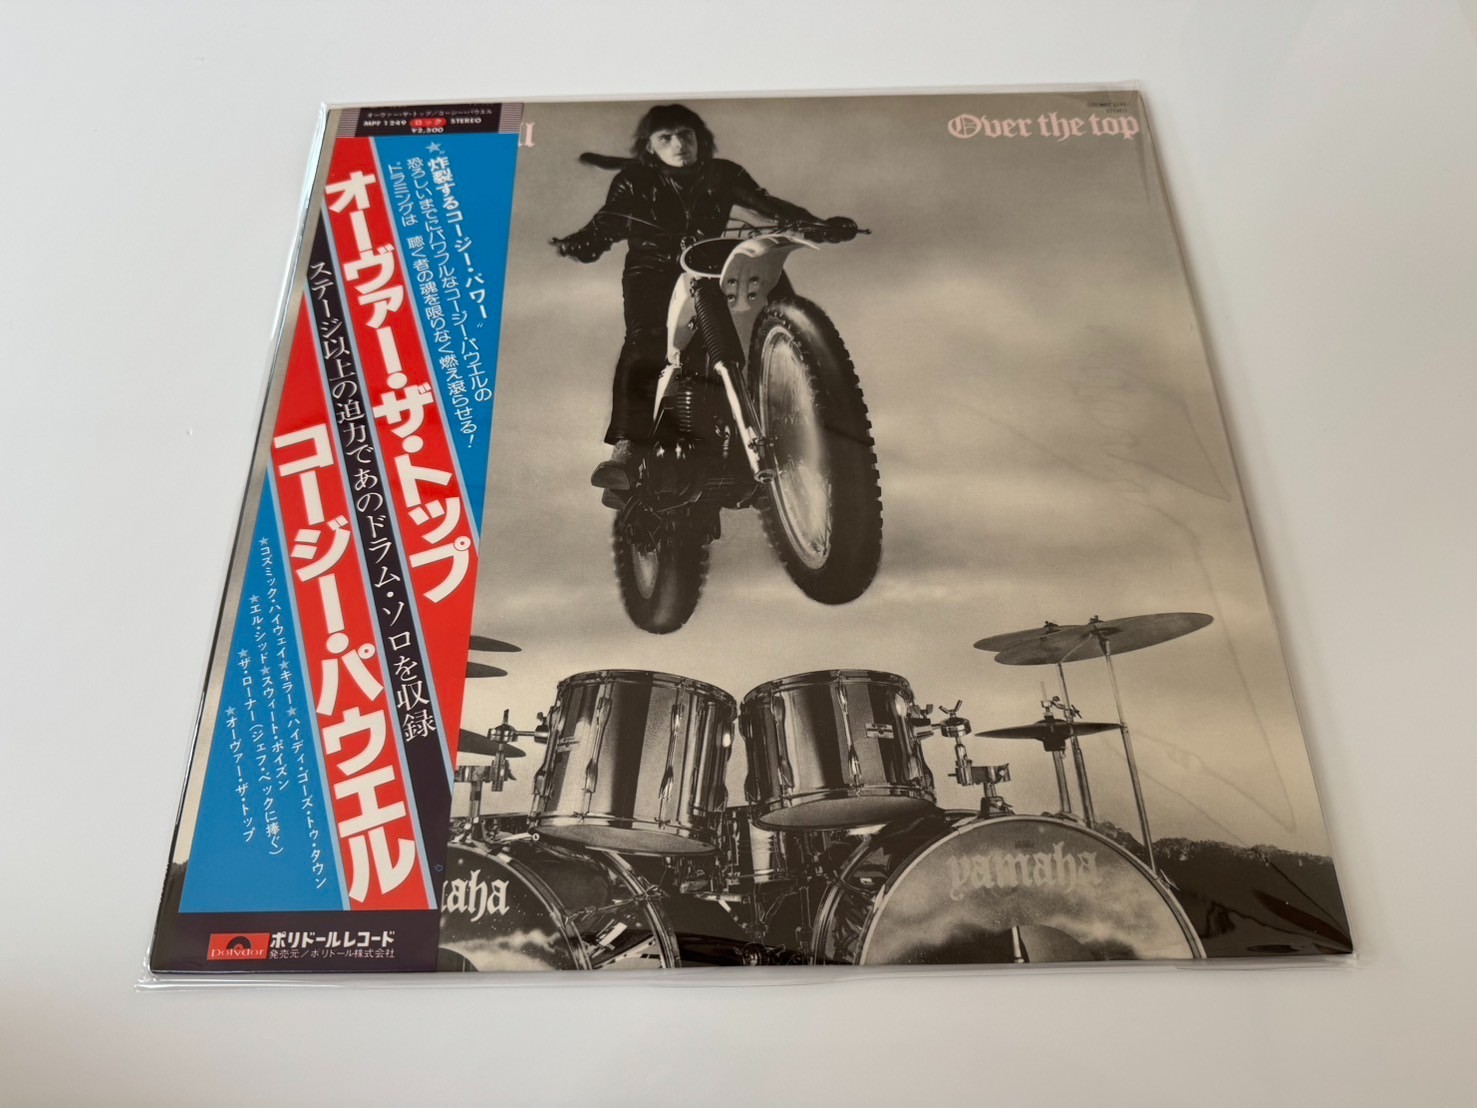 オーヴァー・ザ・トップ/コージー・パウエル
MPF 1249 ロック STEREO
¥2,500
ll
Over the top
STEREO
★"炸裂するコージー・パワー"
恐ろしいまでにパワフルなコージー・パウエルの
ドラミングは 聴く者の魂を限りなく燃え滾らせる!
オーヴァー・ザ・トップ
ステージ以上の迫力であのドラム・ソロを収録
コージー・パウエル
★コズミック・ハイウェイ★キラー★ハイディ・ゴーズ・トゥ・タウン
★エル・シッド★スウィート・ポイズン
★ザ・ローナー(ジェフ・ベックに捧ぐ)
★オーヴァー・ザ・トップ
aha
yamaha
Polydor
ポリドールレコード
発売元/ポリドール株式会社